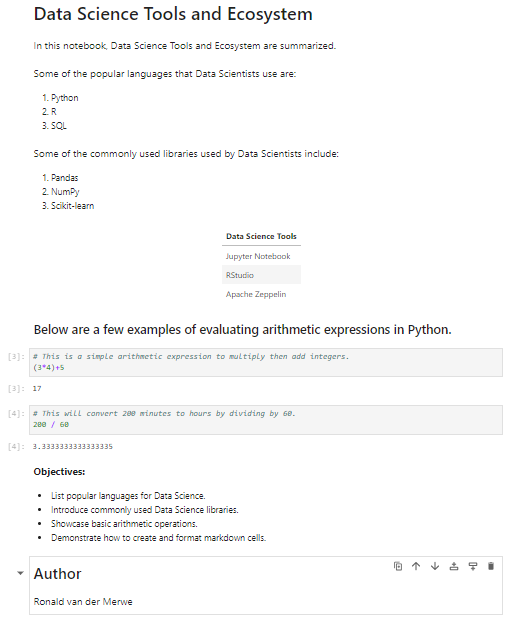 Data Science Tools and Ecosystem
In this notebook, Data Science Tools and Ecosystem are summarized.
Some of the popular languages that Data Scientists use are:
1. Python
2. R
3. SQL
Some of the commonly used libraries used by Data Scientists include:
1. Pandas
2. NumPy
3. Scikit-learn
Data Science Tools
Jupyter Notebook
RStudio
Apache Zeppelin
Below are a few examples of evaluating arithmetic expressions in Python.
[3]: # This is a simple arithmetic expression to multiply then add integers.
(3*4)+5
[3]: 17
[4]: # This will convert 200 minutes to hours by dividing by 60.
200 / 60
[4]: 3.3333333333333335
Objectives:
• List popular languages for Data Science.
• Introduce commonly used Data Science libraries.
• Showcase basic arithmetic operations.
• Demonstrate how to create and format markdown cells.
Author
Ronald van der Merwe